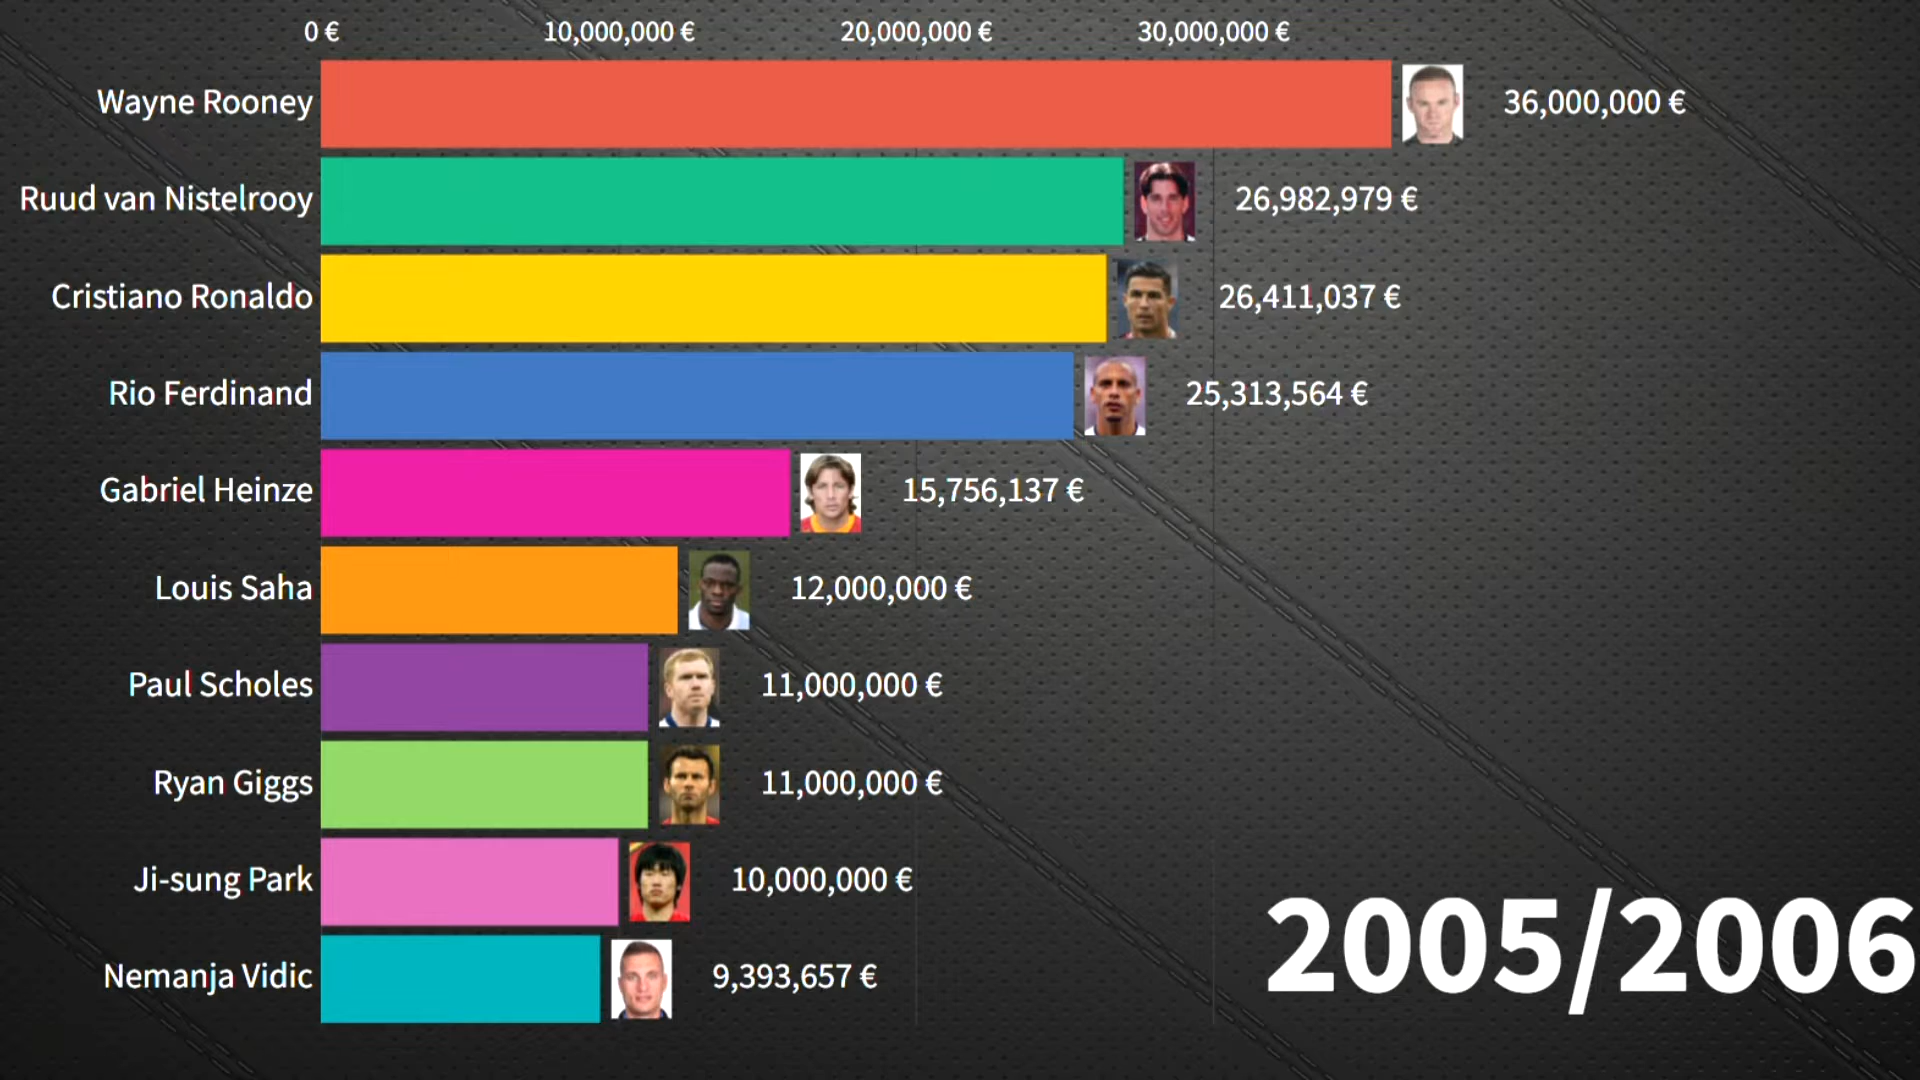 0 € 10,000,000 € 20,000,000 € 30,000,000 €
Wayne Rooney 36,000,000 €
Ruud van Nistelrooy 26,982,979 €
Cristiano Ronaldo 26,411,037 €
Rio Ferdinand 25,313,564 €
Gabriel Heinze 15,756,137 €
Louis Saha 12,000,000 €
Paul Scholes 11,000,000 €
Ryan Giggs 11,000,000 €
Ji-sung Park 10,000,000 €
Nemanja Vidic 9,393,657 €
2005/2006